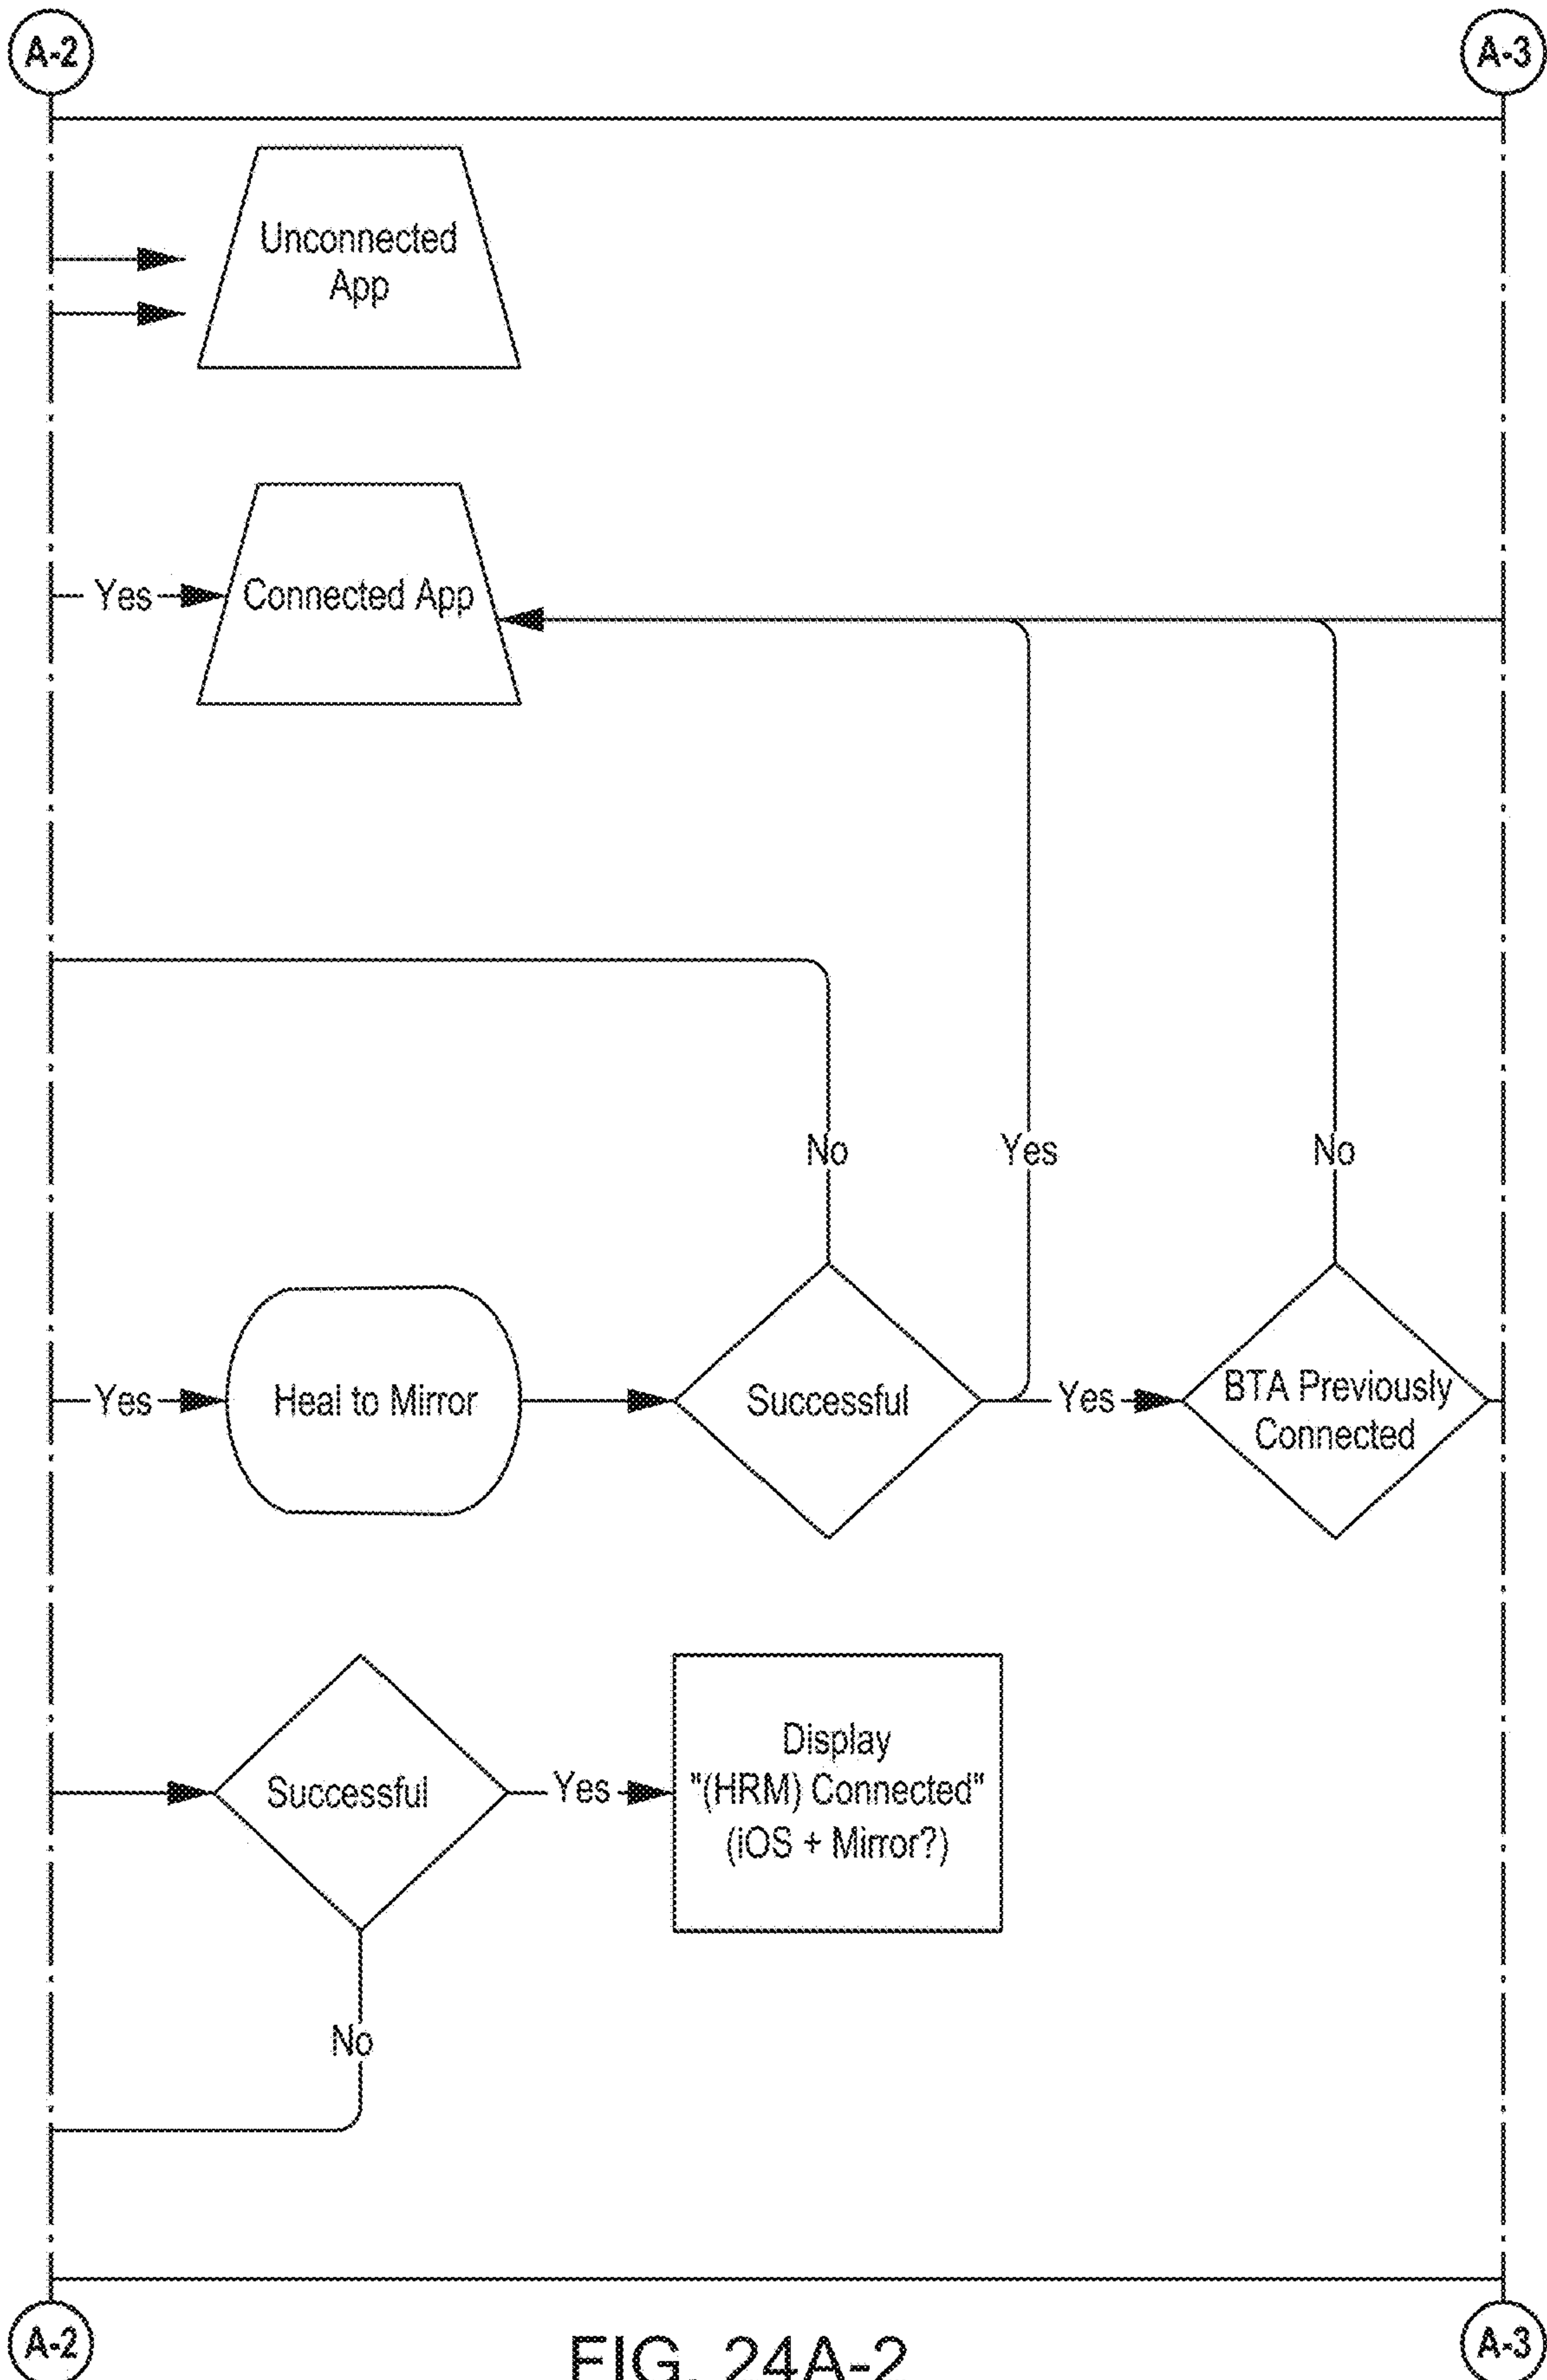 A-2
A-3
Unconnected
App
Yes
Connected App
No
Yes
No
Yes
Heal to Mirror
Successful
Yes
BTA Previously
Connected
Successful
Yes
Display
"(HRM) Connected"
(iOS + Mirror?)
No
A-2
A-3
FIG. 24A-2